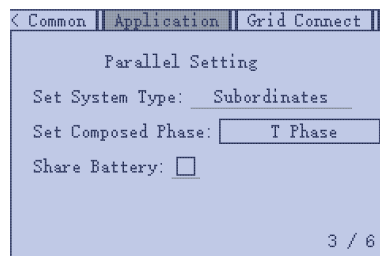 < Common Application Grid Connect
Parallel Setting
Set System Type: Subordinates
Set Composed Phase: T Phase
Share Battery:
3 / 6